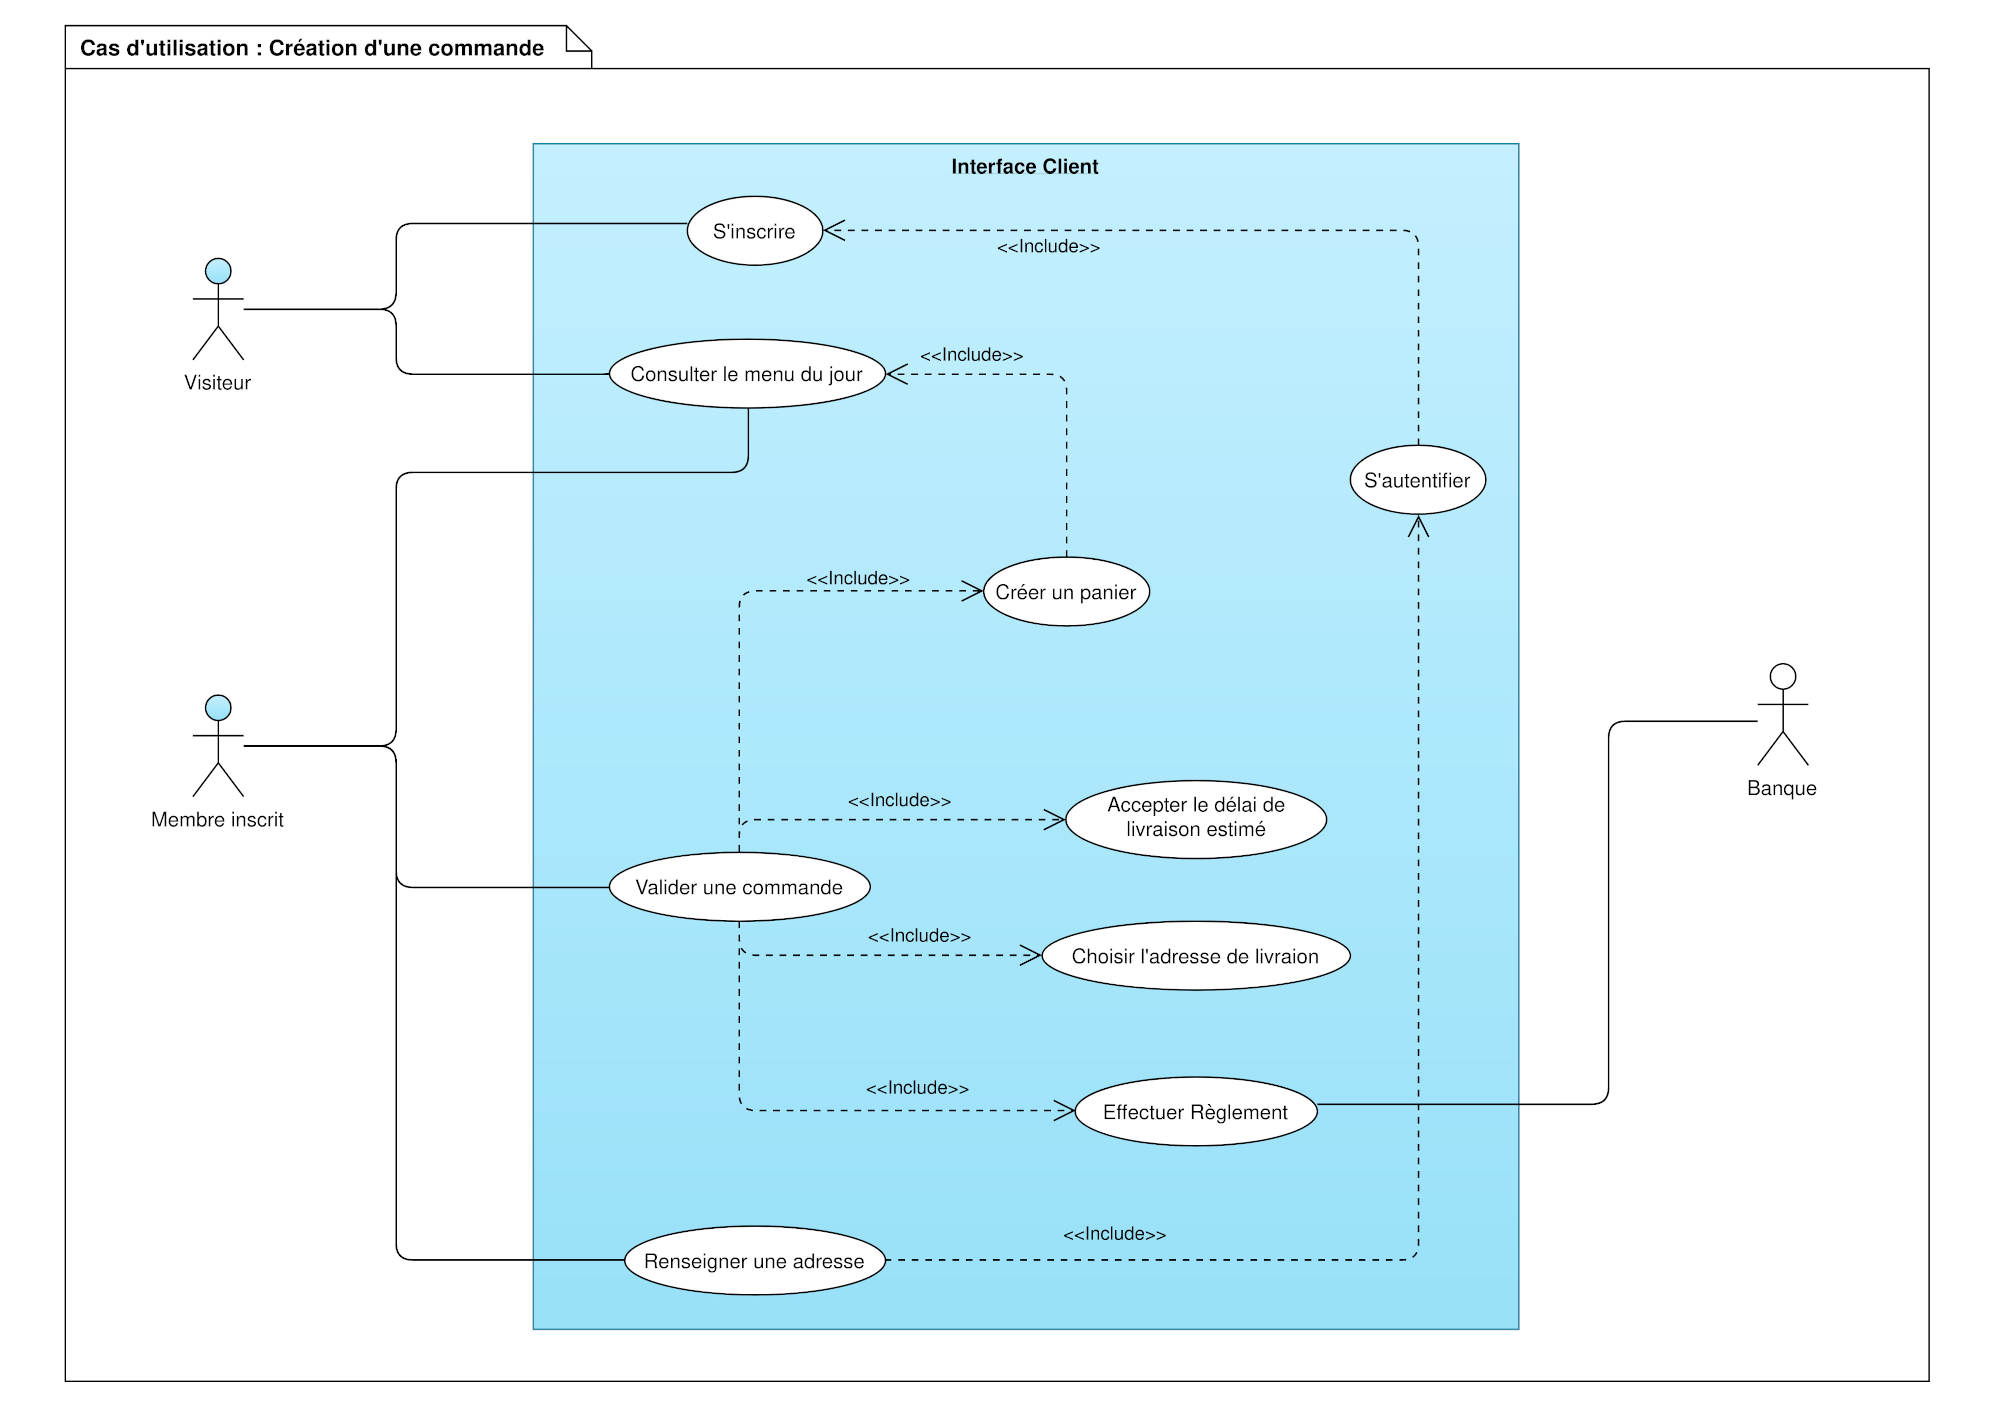 Cas d'utilisation : Création d'une commande
Interface Client
S'inscrire
<<Include>>
Visiteur
Consulter le menu du jour
<<Include>>
S'autentifier
<<Include>>
Créer un panier
Membre inscrit
Banque
<<Include>>
Accepter le délai de
livraison estimé
Valider une commande
<<Include>>
Choisir l'adresse de livraion
<<Include>>
Effectuer Règlement
<<Include>>
Renseigner une adresse